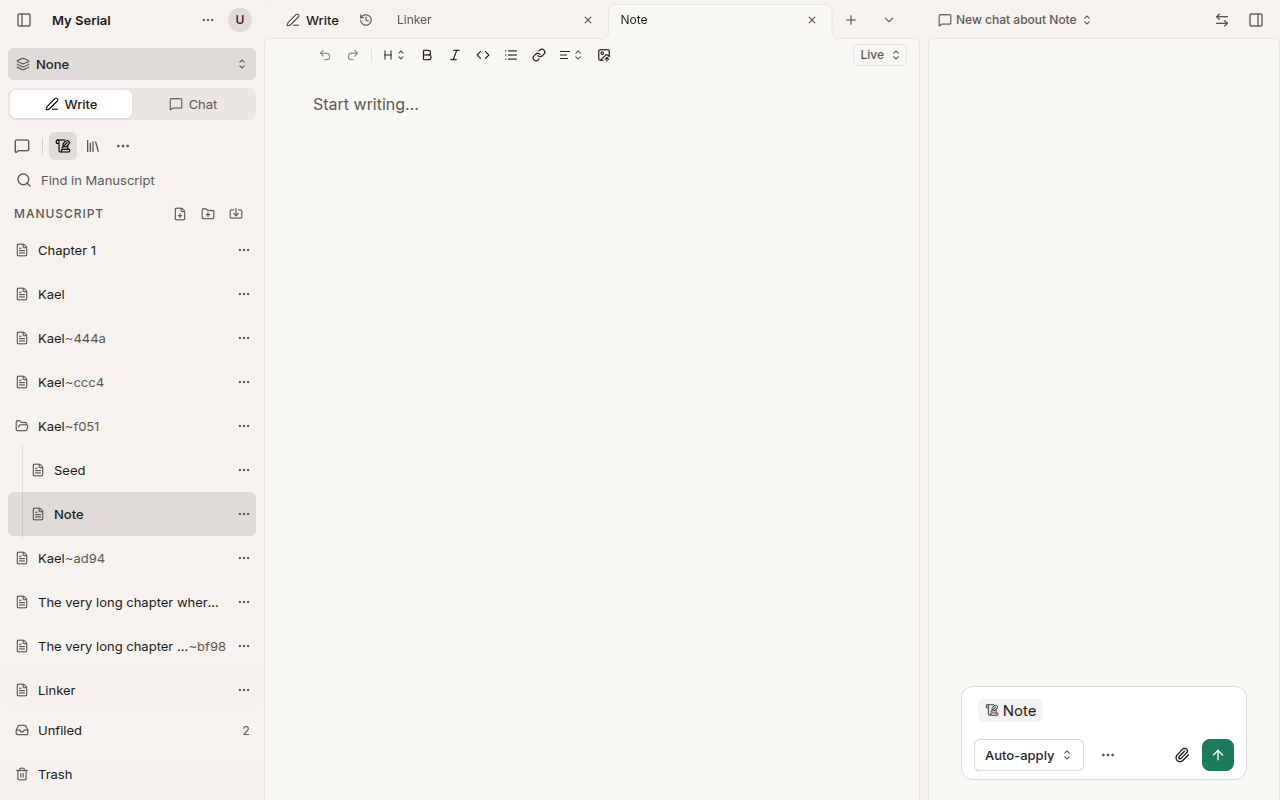 My Serial
U
None
Write
Chat
Find in Manuscript
MANUSCRIPT
Chapter 1
Kael
Kael~444a
Kael~ccc4
Kael~f051
Seed
Note
Kael~ad94
The very long chapter wher...
The very long chapter ...~bf98
Linker
Unfiled 2
Trash
Write
Linker
Note
H
B
I
Live
Start writing...
New chat about Note
Note
Auto-apply